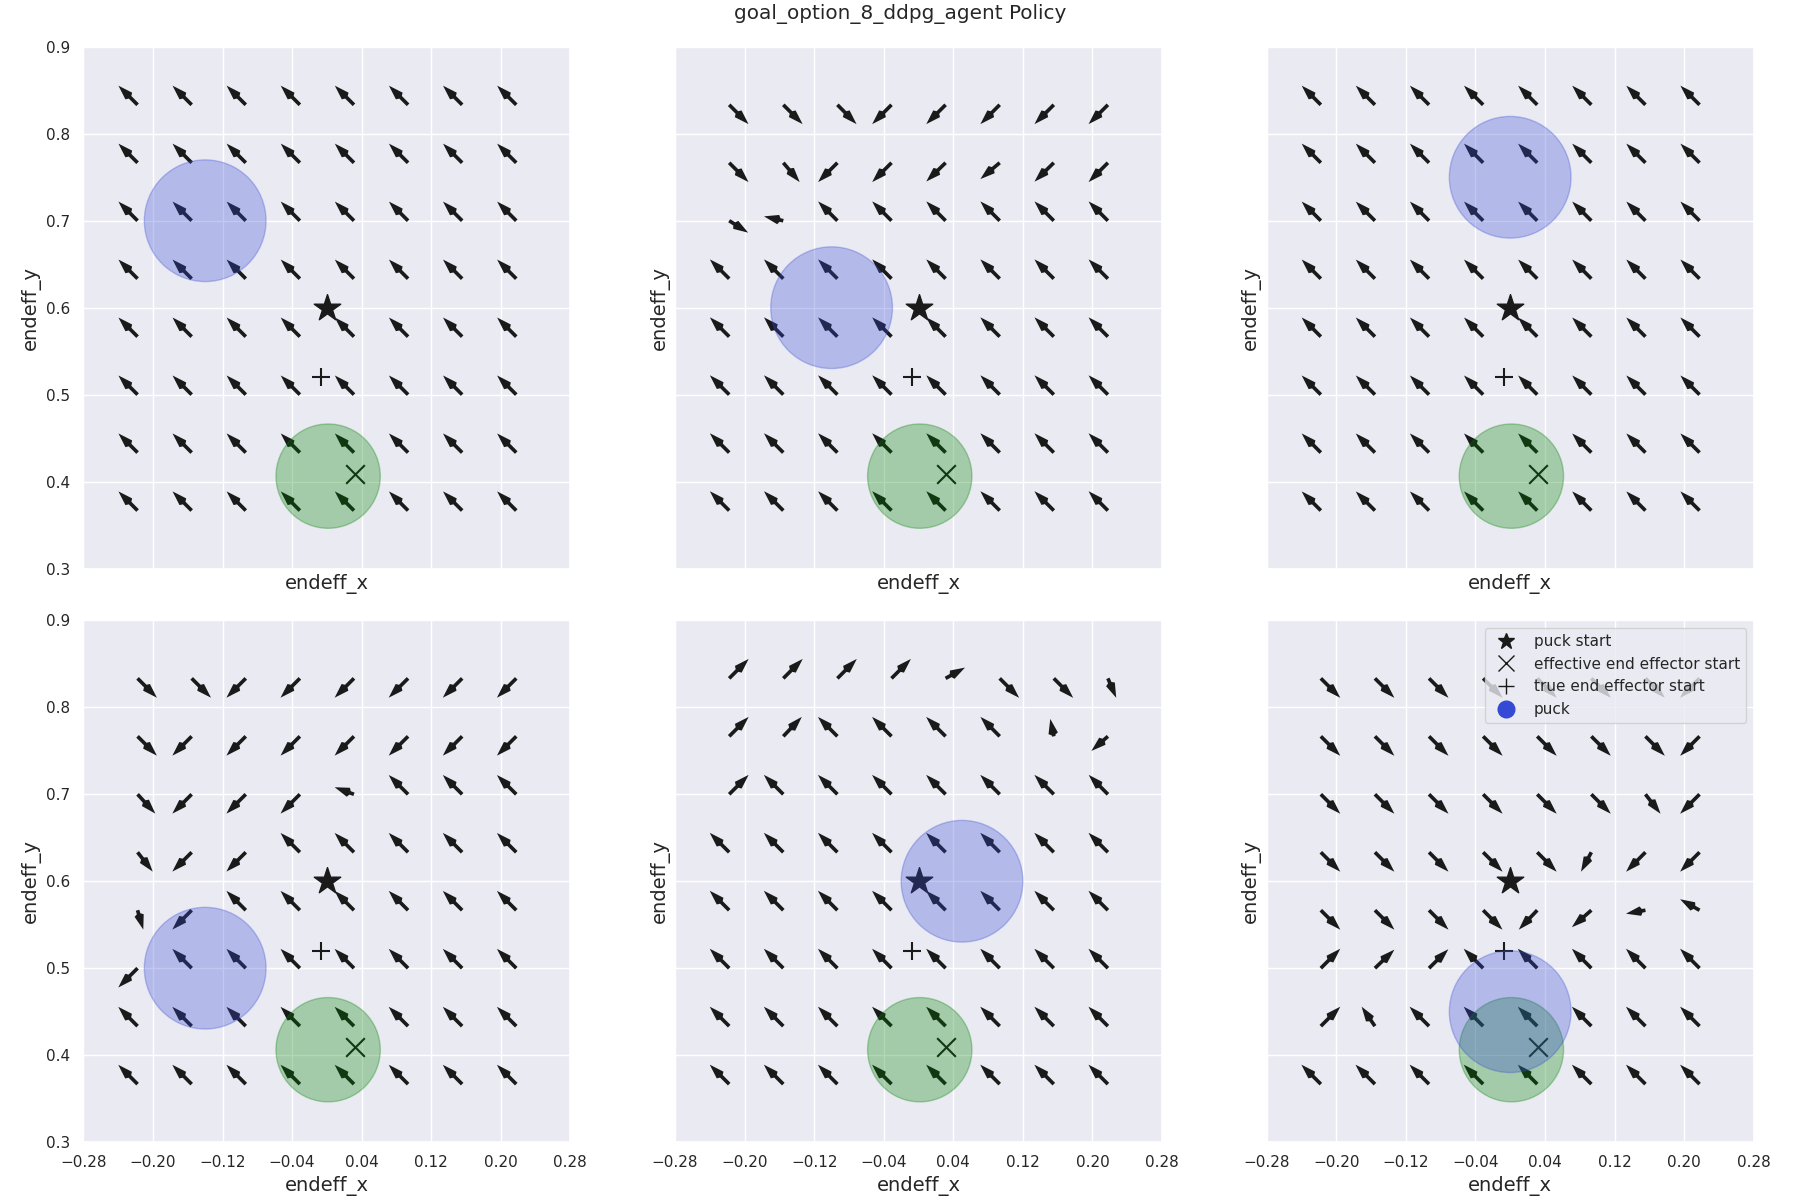 goal_option_8_ddpg_agent Policy
0.9
0.8
0.7
0.6
0.5
0.4
0.3
endeff_y
endeff_x
endeff_y
endeff_x
endeff_y
endeff_x
0.9
0.8
0.7
0.6
0.5
0.4
0.3
endeff_y
−0.28 −0.20 −0.12 −0.04 0.04 0.12 0.20 0.28
endeff_x
endeff_y
−0.28 −0.20 −0.12 −0.04 0.04 0.12 0.20 0.28
endeff_x
puck start
effective end effector start
true end effector start
puck
endeff_y
−0.28 −0.20 −0.12 −0.04 0.04 0.12 0.20 0.28
endeff_x